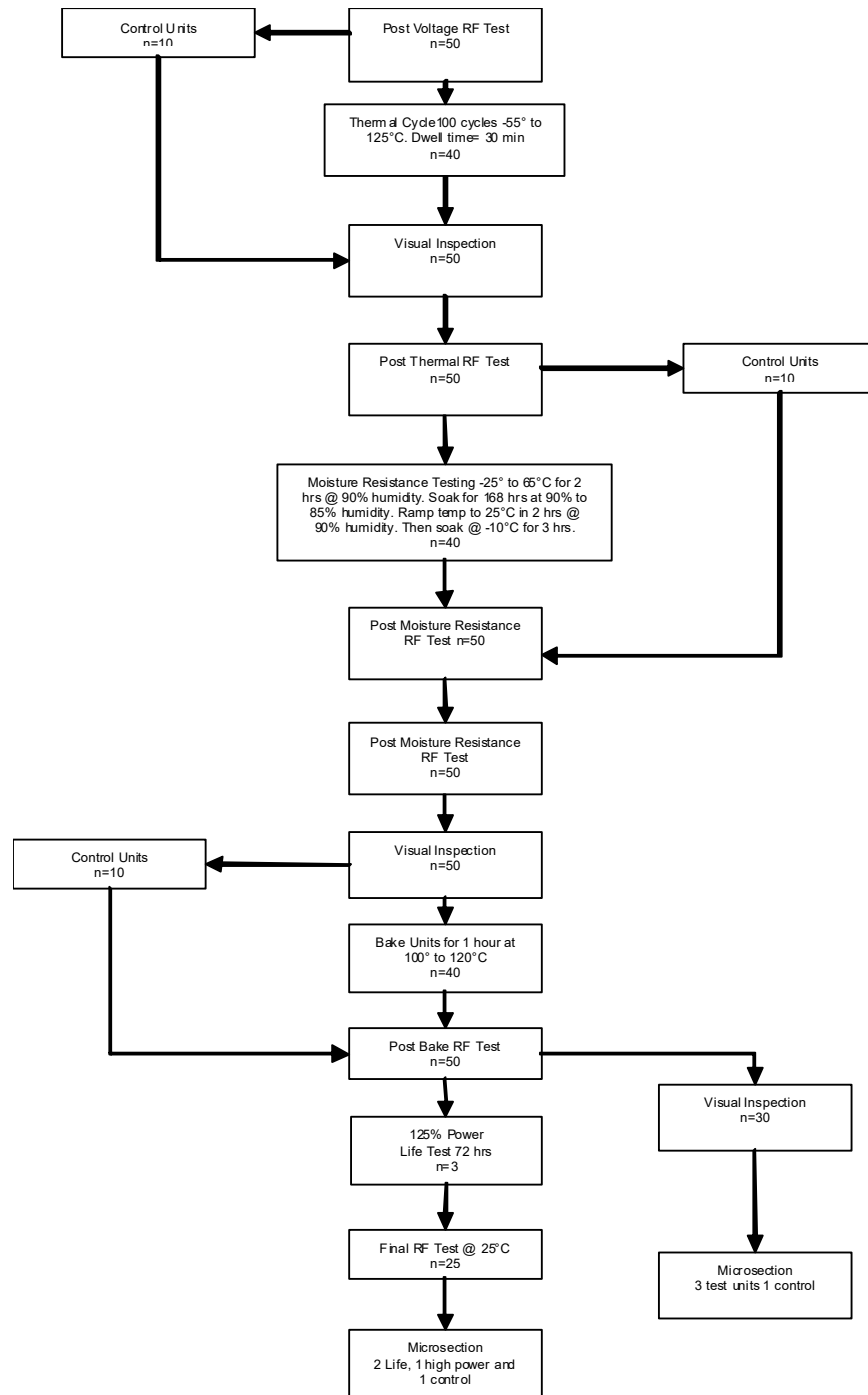 Control Units
n=10
Post Voltage RF Test
n=50
Thermal Cycle100 cycles -55° to
125°C. Dwell time= 30 min
n=40
Visual Inspection
n=50
Post Thermal RF Test
n=50
Control Units
n=10
Moisture Resistance Testing -25° to 65°C for 2
hrs @ 90% humidity. Soak for 168 hrs at 90% to
85% humidity. Ramp temp to 25°C in 2 hrs @
90% humidity. Then soak @ -10°C for 3 hrs.
n=40
Post Moisture Resistance
RF Test n=50
Post Moisture Resistance
RF Test
n=50
Visual Inspection
n=50
Control Units
n=10
Bake Units for 1 hour at
100° to 120°C
n=40
Post Bake RF Test
n=50
Visual Inspection
n=30
125% Power
Life Test 72 hrs
n=3
Final RF Test @ 25°C
n=25
Microsection
3 test units 1 control
Microsection
2 Life, 1 high power and
1 control